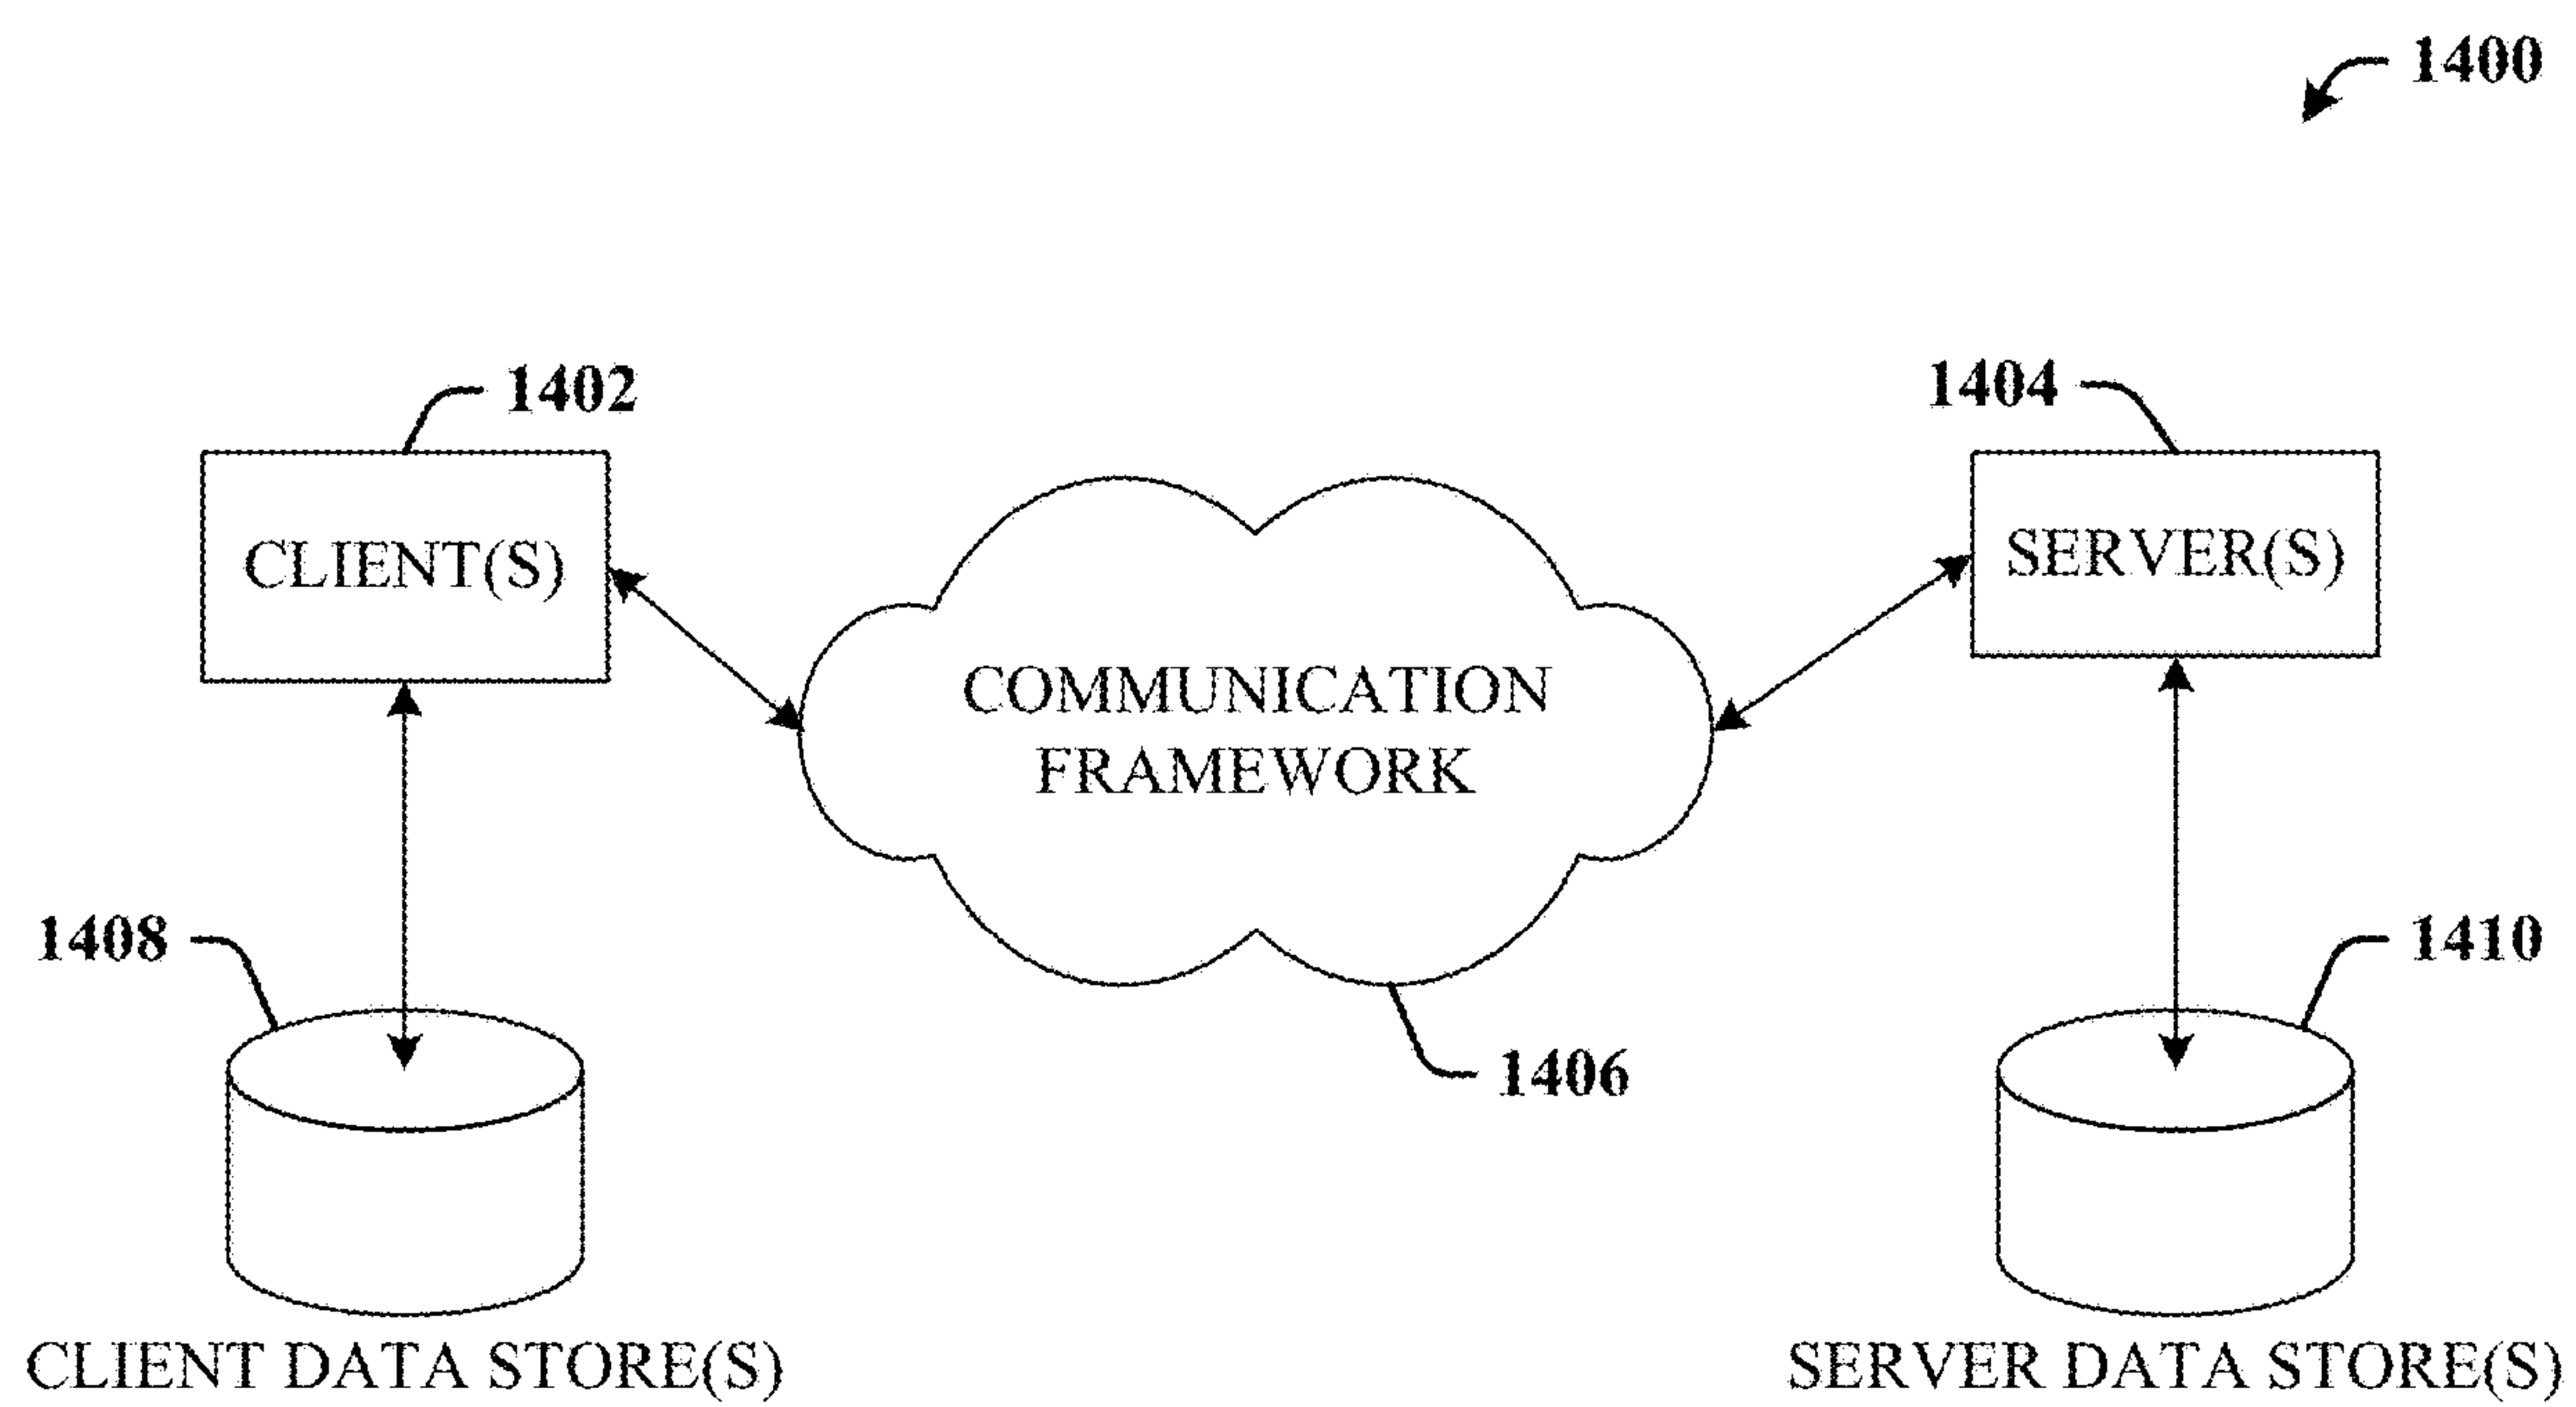 1400
1402
1404
CLIENT(S)
SERVER(S)
COMMUNICATION
FRAMEWORK
1408
1410
1406
CLIENT DATA STORE(S)
SERVER DATA STORE(S)